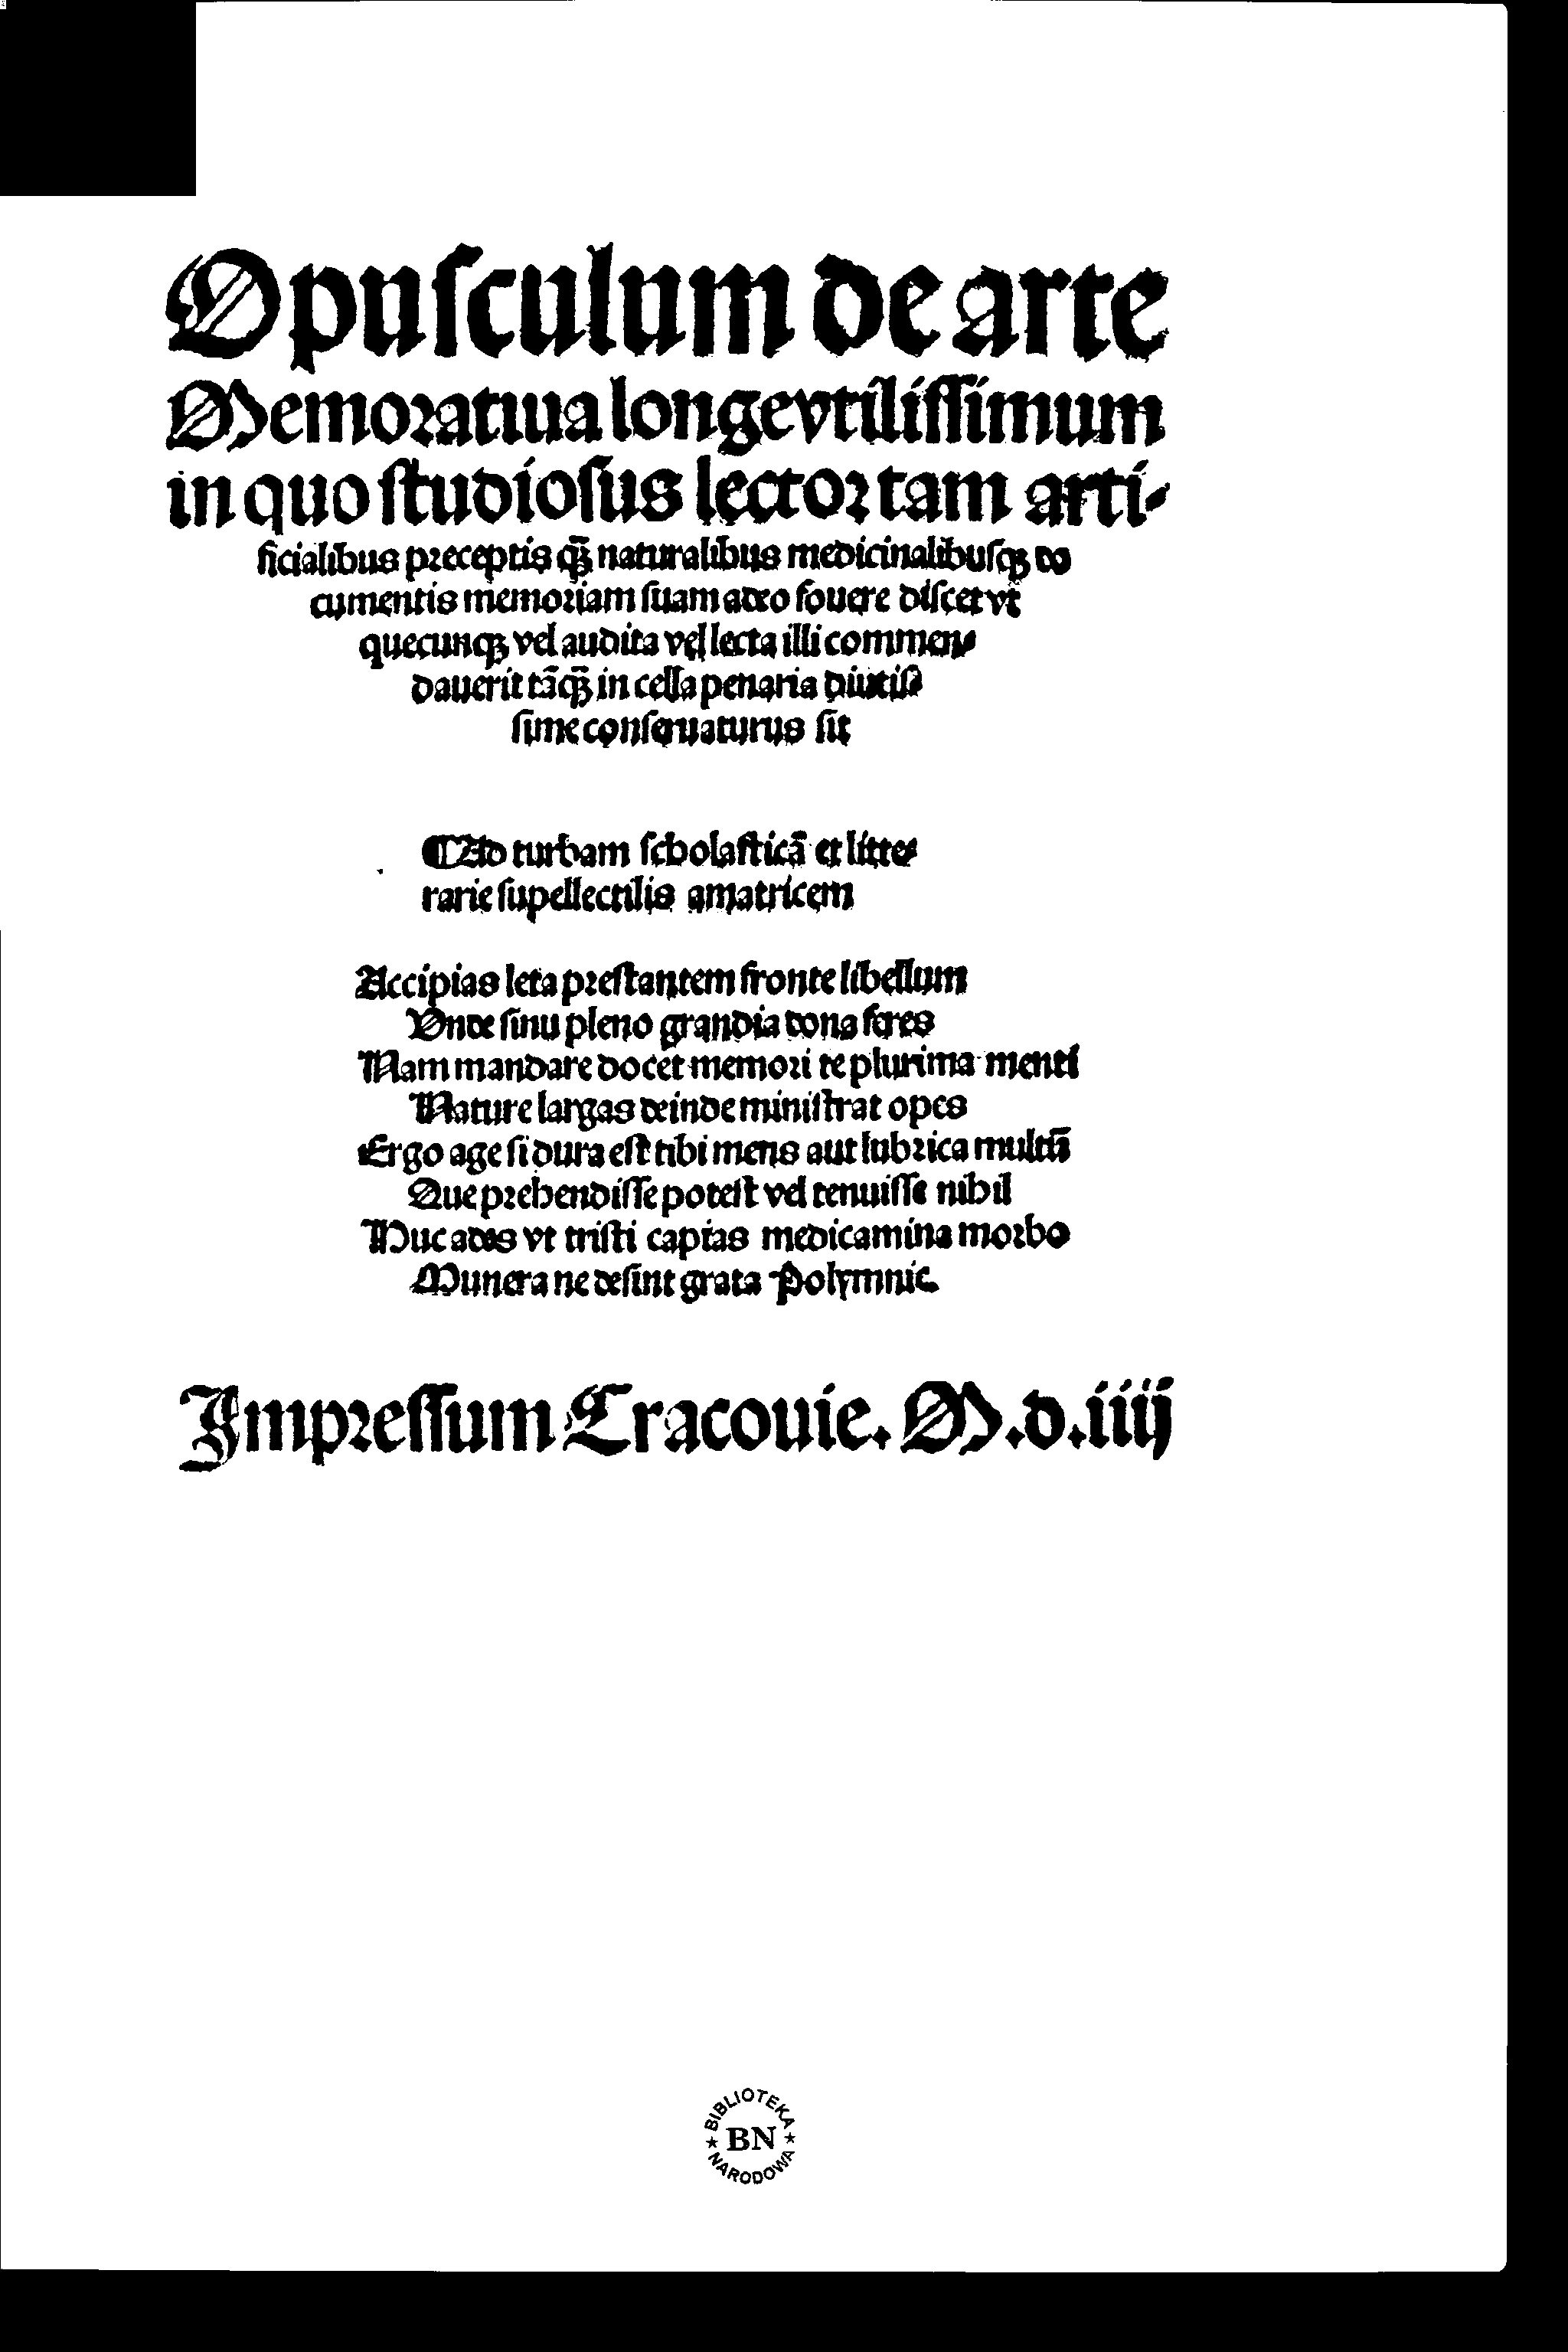 Opuſculum de arte
Memoratiua longe vtiliſſimum
in quo ſtudioſus lector tam arti-
ficialibus preceptis q̄ꝫ naturalibus medicinalibuſqꝫ do
cumentis memoriam ſuam adeo fouere diſcet vt
quecunqꝫ vel audita vel lecta illi commen-
dauerit tāq̄ꝫ in cella penaria diutiſ-
ſime conſeruaturus ſit
¶Ad turbam ſcholaſticā et litte-
rarie ſupellectilis amatricem
Accipias leta preſtantem fronte libellum
Vnde ſinu pleno grandia dona feres
Nam mandare docet memori te plurima menti
Nature largas deinde miniſtrat opes
Ergo age ſi dura eſt tibi mens aut lubrica multū
Que prehendiſſe poteſt vel tenuiſſe nihil
Huc ades vt triſti capias medicamina morbo
Munera ne deſint grata Polymnie.
Impreſſum Cracouie. M.d.iiij
BIBLIOTEKA
★ BN ★
NARODOWA